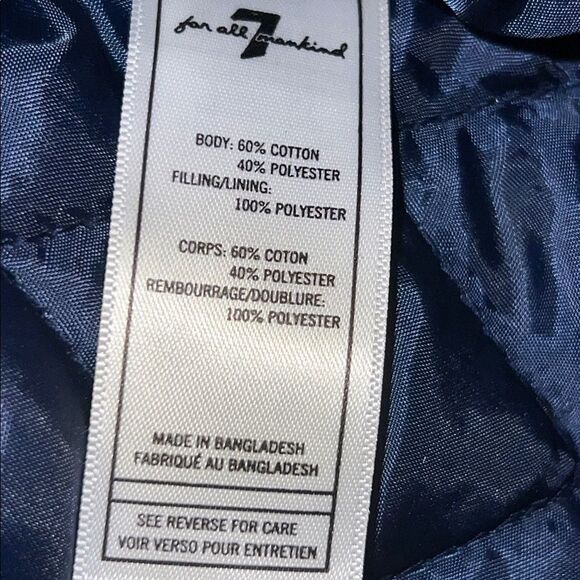 for all 7 mankind
BODY: 60% COTTON
40% POLYESTER
FILLING/LINING:
100% POLYESTER
CORPS: 60% COTON
40% POLYESTER
REMBOURRAGE/DOUBLURE:
100% POLYESTER
MADE IN BANGLADESH
FABRIQUÉ AU BANGLADESH
SEE REVERSE FOR CARE
VOIR VERSO POUR ENTRETIEN